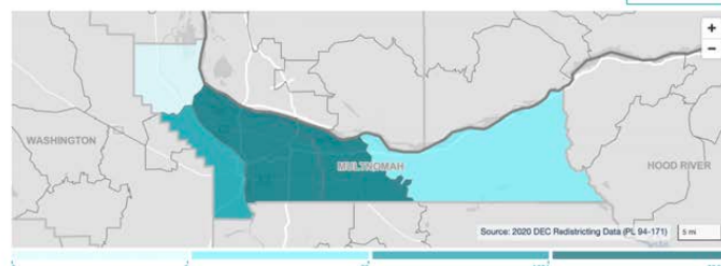 +
−
WASHINGTON
MULTNOMAH
HOOD RIVER
Source: 2020 DEC Redistricting Data (PL 94-171)
5 mi